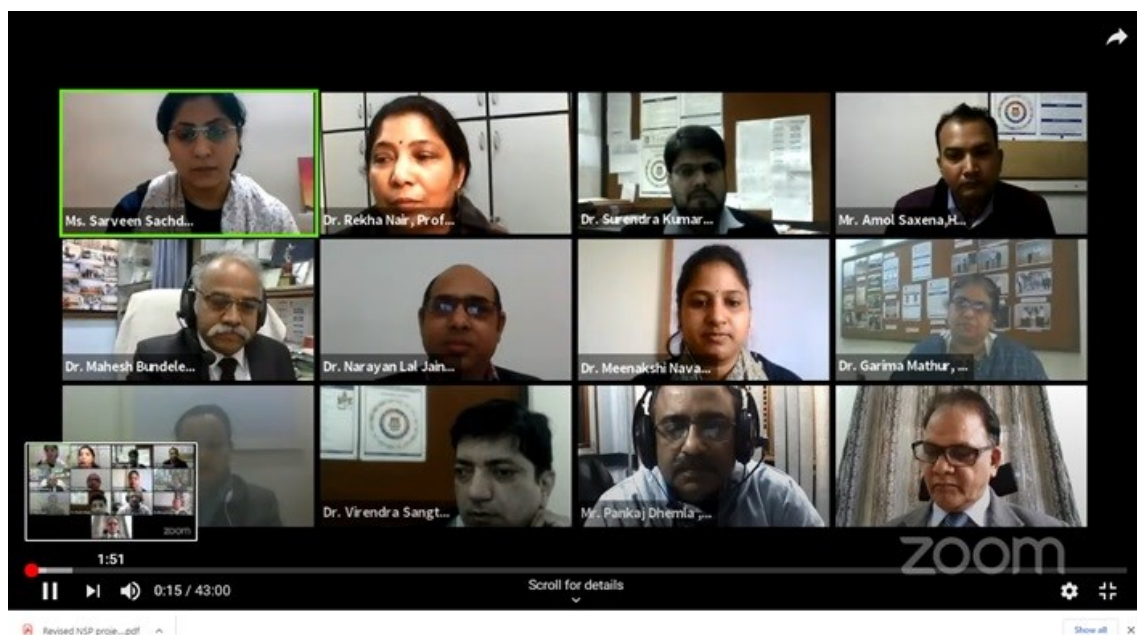 Ms. Sarveen Sachd...
Dr. Rekha Nair, Prof...
Dr. Surendra Kumar...
Mr. Amol Saxena,H...
Dr. Mahesh Bundele...
Dr. Narayan Lal Jain...
Dr. Meenakshi Nava...
Dr. Garima Mathur, ...
Dr. Virendra Sangt...
Mr. Pankaj Dhemla ,...
zoom
zoom
1:51
0:15 / 43:00
Scroll for details
Revised NSP proje....pdf
Show all